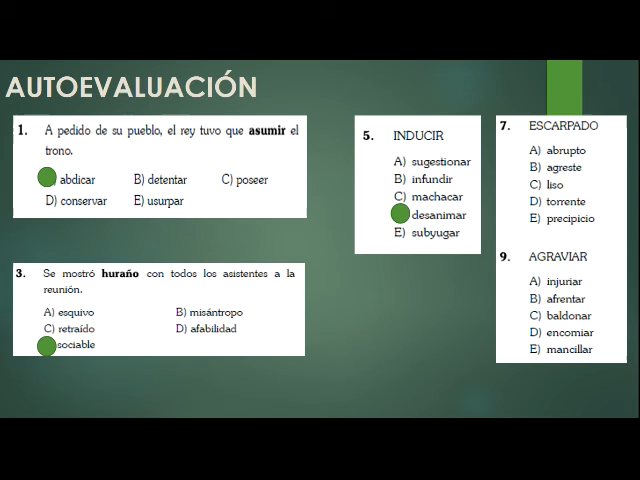 AUTOEVALUACIÓN
1. A pedido de su pueblo, el rey tuvo que asumir el
trono.
abdicar B) detentar C) poseer
D) conservar E) usurpar
3. Se mostró huraño con todos los asistentes a la
reunión.
A) esquivo B) misántropo
C) retraído D) afabilidad
sociable
5. INDUCIR
A) sugestionar
B) infundir
C) machacar
desanimar
E) subyugar
7. ESCARPADO
A) abrupto
B) agreste
C) liso
D) torrente
E) precipicio
9. AGRAVIAR
A) injuriar
B) afrentar
C) baldonar
D) encomiar
E) mancillar